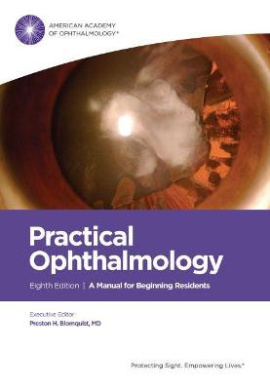 AMERICAN ACADEMY
OF OPHTHALMOLOGY®
Practical
Ophthalmology
Eighth Edition | A Manual for Beginning Residents
Executive Editor
Preston H. Blomquist, MD
Protecting Sight. Empowering Lives.®